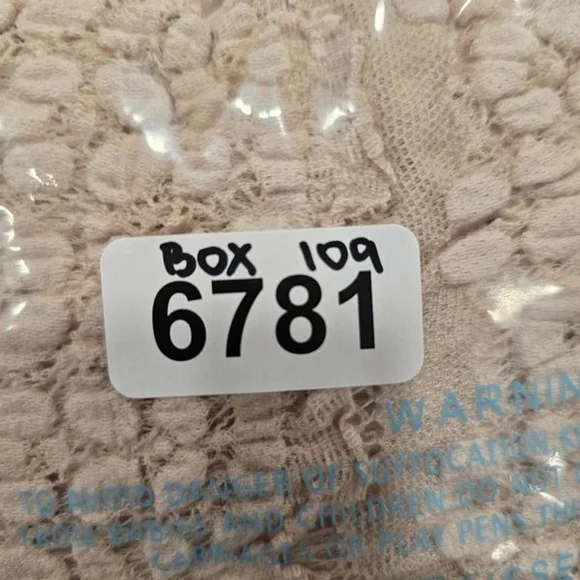 BOX 109
6781
WARNIN
TO AVOID DANGER OF SUFFOCATION
FROM BABIES AND CHILDREN DO NOT
CARRIAGES OR PLAY PENS. THI